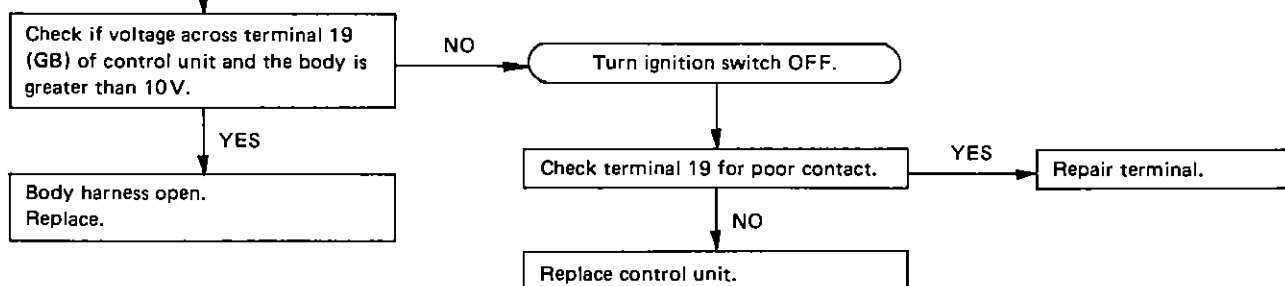 Check if voltage across terminal 19
(GB) of control unit and the body is
greater than 10V.
NO
Turn ignition switch OFF.
YES
Check terminal 19 for poor contact.
YES
Repair terminal.
Body harness open.
Replace.
NO
Replace control unit.